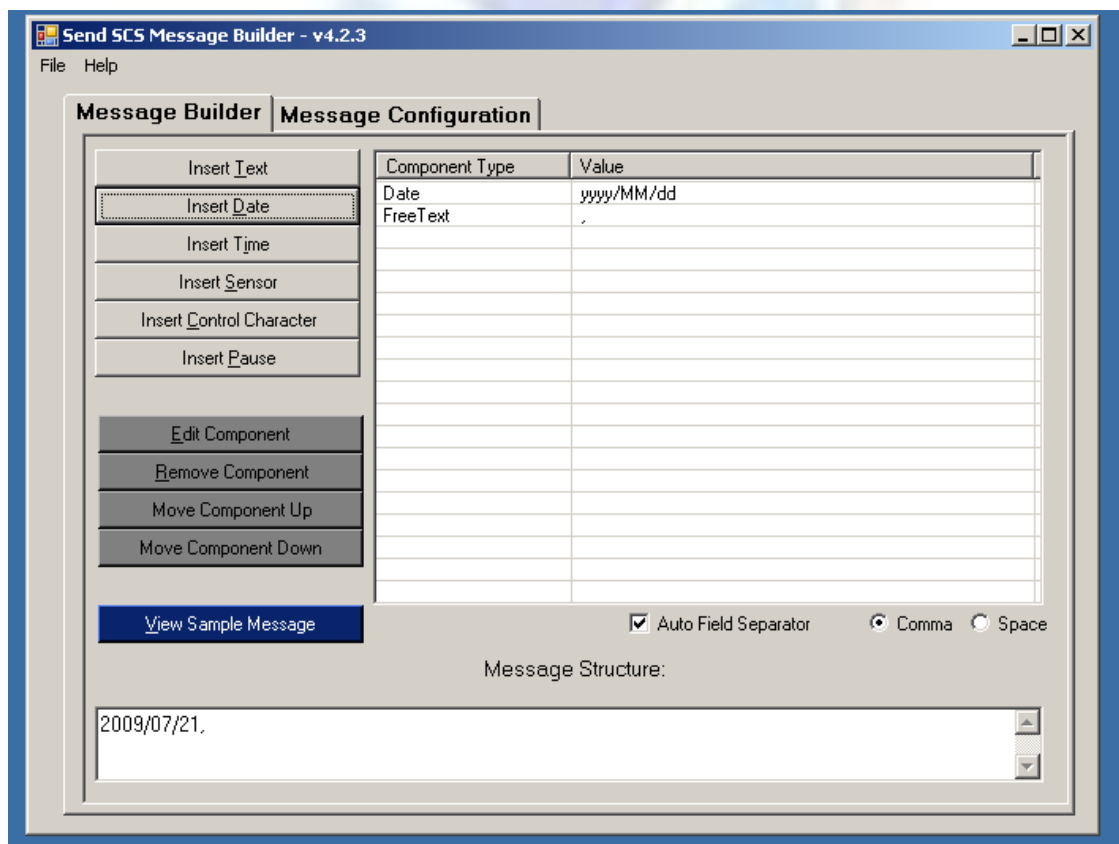 Send SCS Message Builder - v4.2.3
File Help
Message Builder Message Configuration
Insert Text
Insert Date
Insert Time
Insert Sensor
Insert Control Character
Insert Pause
Edit Component
Remove Component
Move Component Up
Move Component Down
View Sample Message
Component Type Value
Date yyyy/MM/dd
FreeText ,
Auto Field Separator Comma Space
Message Structure:
2009/07/21,